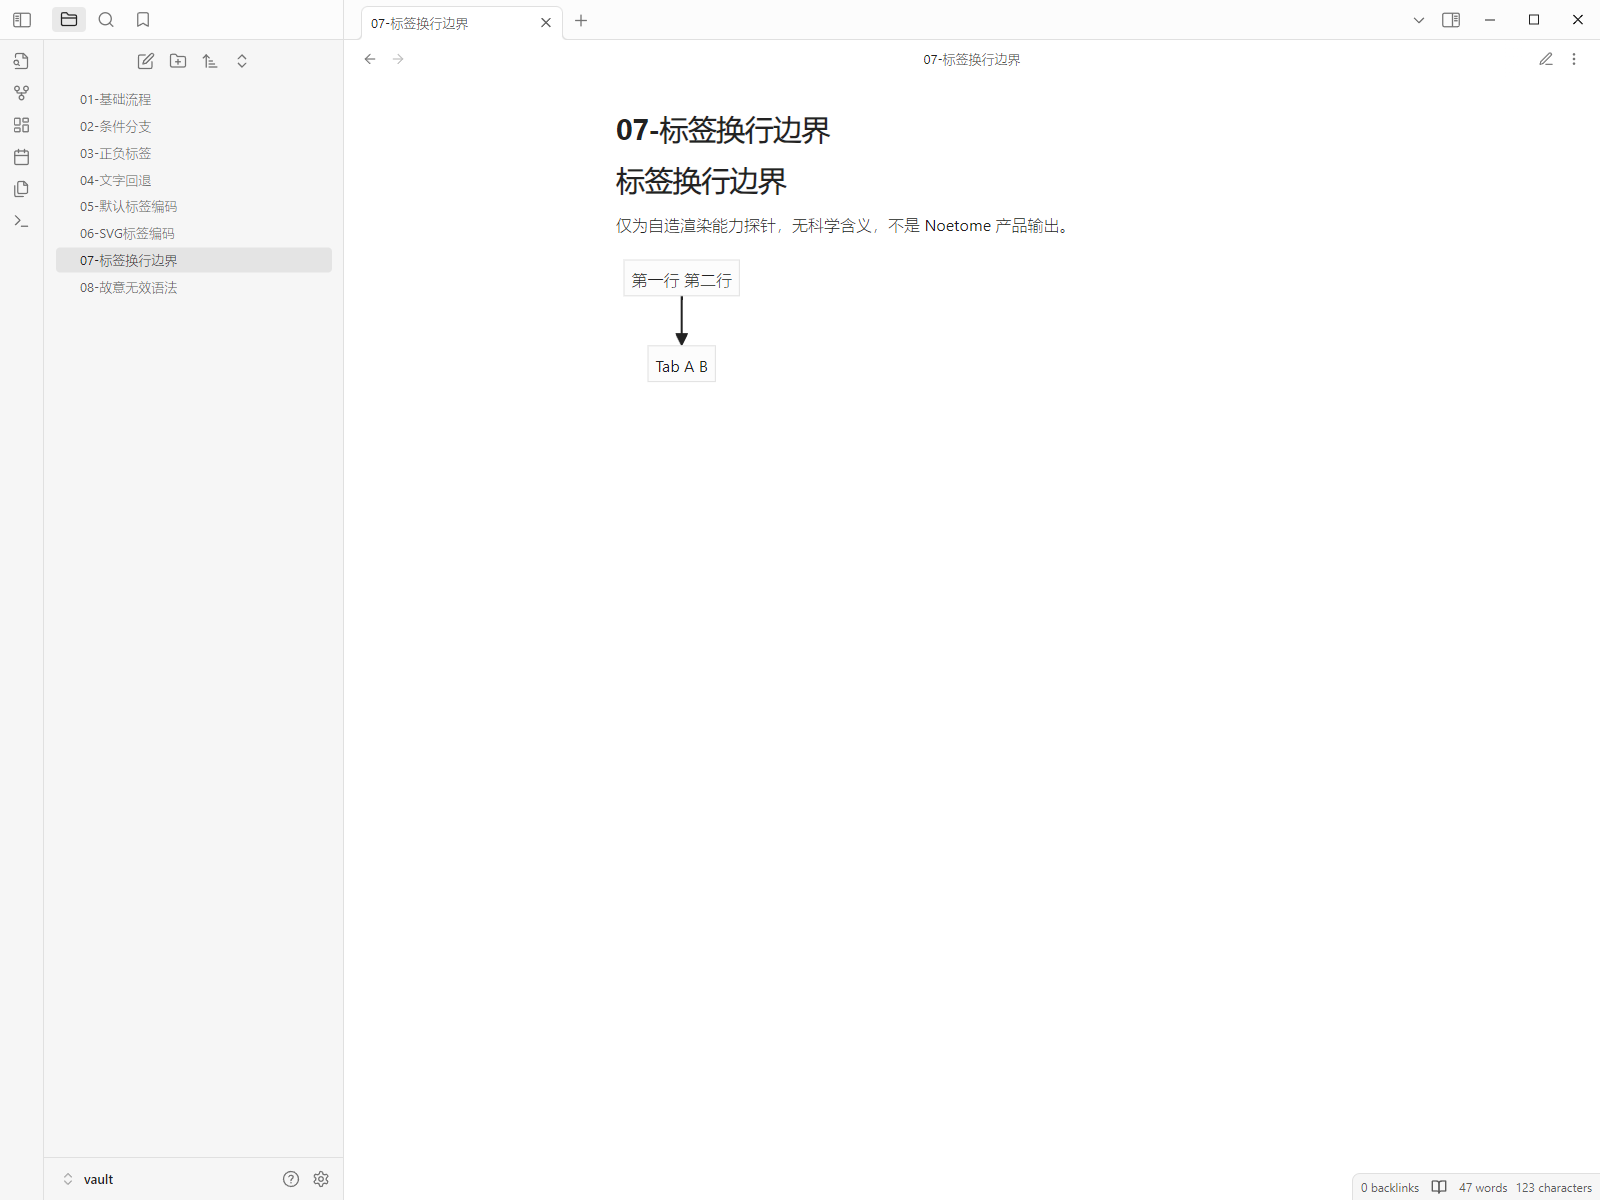 07-标签换行边界
07-标签换行边界
01-基础流程
02-条件分支
03-正负标签
04-文字回退
05-默认标签编码
06-SVG标签编码
07-标签换行边界
08-故意无效语法
07-标签换行边界
标签换行边界
仅为自造渲染能力探针，无科学含义，不是 Noetome 产品输出。
第一行 第二行
Tab A B
vault
0 backlinks 47 words 123 characters